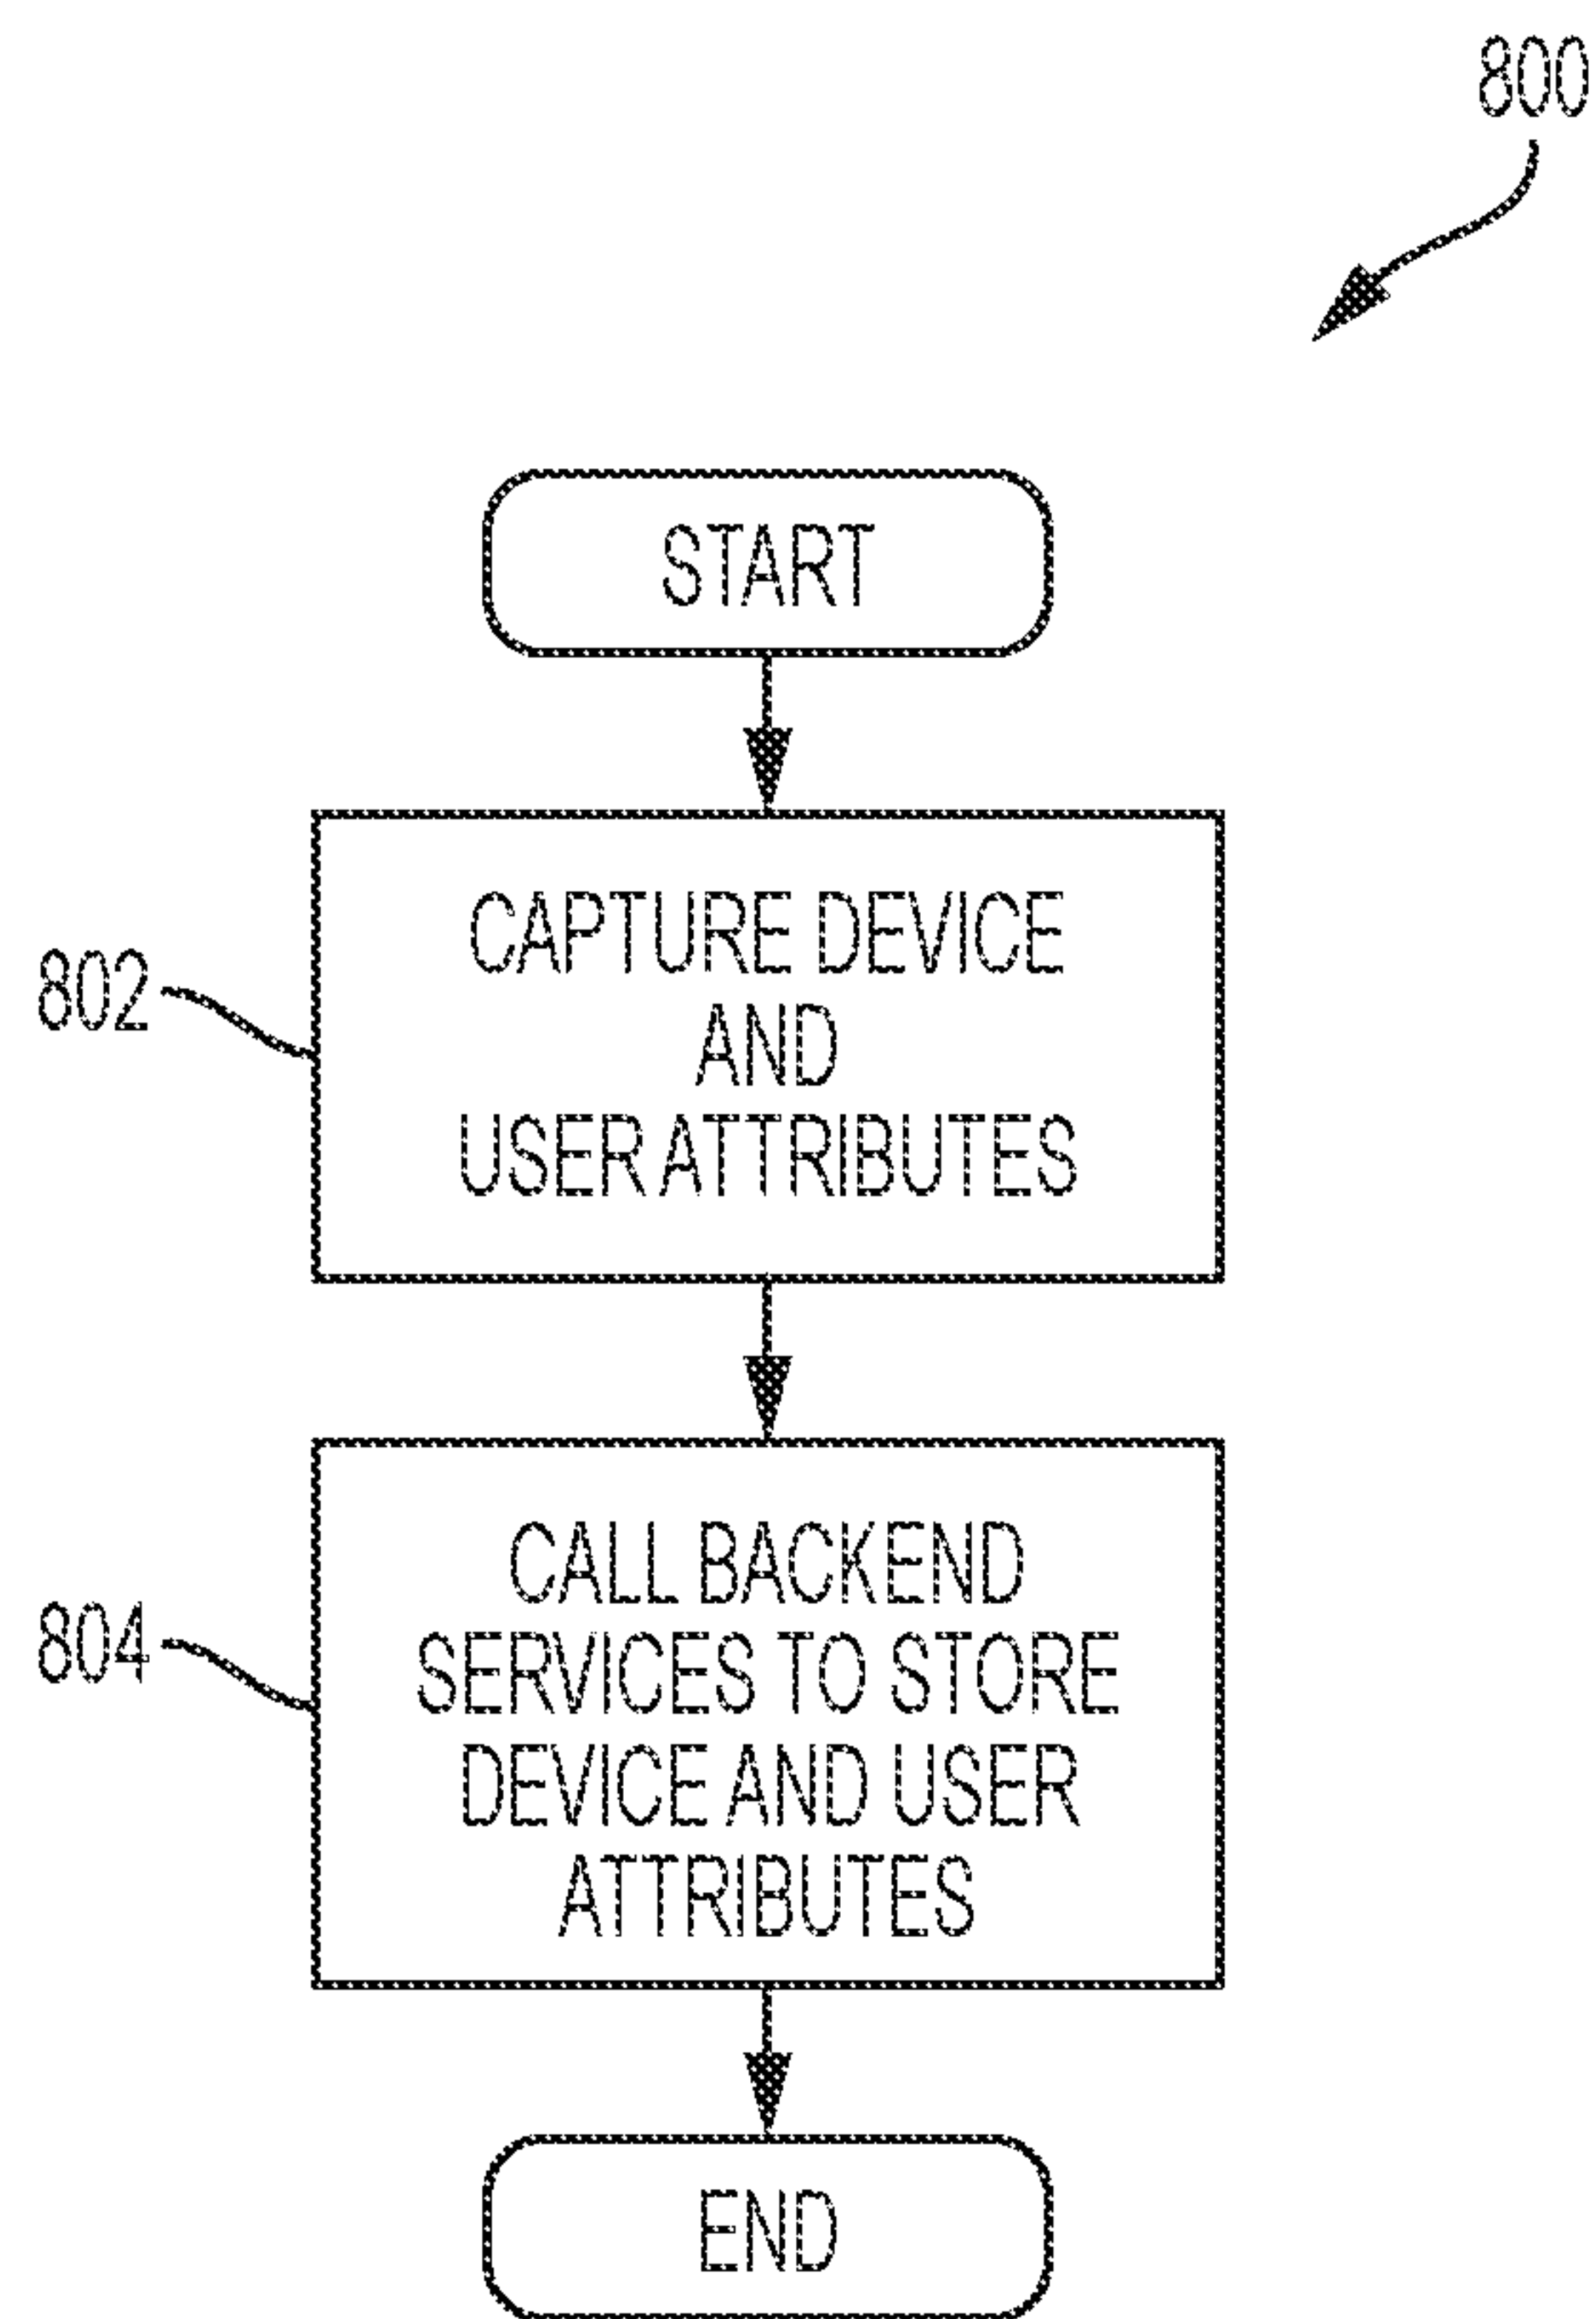 800
START
802
CAPTURE DEVICE
AND
USER ATTRIBUTES
804
CALL BACKEND
SERVICES TO STORE
DEVICE AND USER
ATTRIBUTES
END